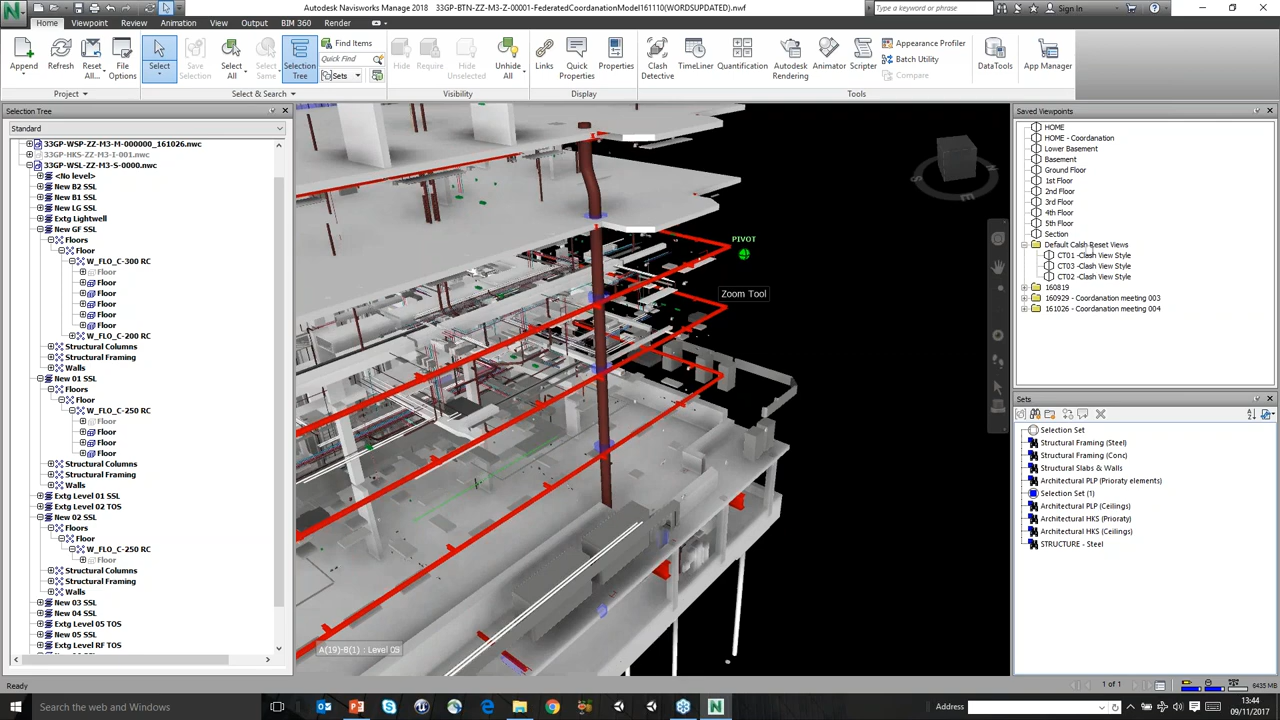 Autodesk Navisworks Manage 2018 33GP-BTN-ZZ-M3-Z-00001-FederatedCoordanationModel161110(WORDSUPDATED).nwf
Type a keyword or phrase
Sign In
Home Viewpoint Review Animation View Output BIM 360 Render
Append
Refresh
Reset All...
File Options
Select
Save Selection
Select All
Select Same
Selection Tree
Find Items
Quick Find
Sets
Hide
Require
Hide Unselected
Unhide All
Links
Quick Properties
Properties
Clash Detective
TimeLiner
Quantification
Autodesk Rendering
Animator
Scripter
Appearance Profiler
Batch Utility
Compare
DataTools
App Manager
Project
Select & Search
Visibility
Display
Tools
Selection Tree
Standard
33GP-WSP-ZZ-M3-M-000000_161026.nwc
33GP-HKS-ZZ-M3-I-001.nwc
33GP-WSL-ZZ-M3-S-0000.nwc
<No level>
New B2 SSL
New B1 SSL
New LG SSL
Extg Lightwell
New GF SSL
Floors
Floor
W_FLO_C-300 RC
Floor
Floor
Floor
Floor
Floor
Floor
W_FLO_C-200 RC
Structural Columns
Structural Framing
Walls
New 01 SSL
Floors
Floor
W_FLO_C-250 RC
Floor
Floor
Floor
Floor
Structural Columns
Structural Framing
Walls
Extg Level 01 SSL
Extg Level 02 TOS
New 02 SSL
Floors
Floor
W_FLO_C-250 RC
Floor
Structural Columns
Structural Framing
Walls
New 03 SSL
New 04 SSL
Extg Level 05 TOS
New 05 SSL
Extg Level RF TOS
PIVOT
Zoom Tool
A(19)-B(1) : Level 03
Saved Viewpoints
HOME
HOME - Coordanation
Lower Basement
Basement
Ground Floor
1st Floor
2nd Floor
3rd Floor
4th Floor
5th Floor
Section
Default Calsh Reset Views
CT01 -Clash View Style
CT03 -Clash View Style
CT02 -Clash View Style
160819
160929 - Coordanation meeting 003
161026 - Coordanation meeting 004
Sets
Selection Set
Structural Framing (Steel)
Structural Framing (Conc)
Structural Slabs & Walls
Architectural PLP (Prioraty elements)
Selection Set (1)
Architectural PLP (Ceilings)
Architectural HKS (Prioraty)
Architectural HKS (Ceilings)
STRUCTURE - Steel
Ready
1 of 1
6435 MB
Search the web and Windows
Address
13:44
09/11/2017